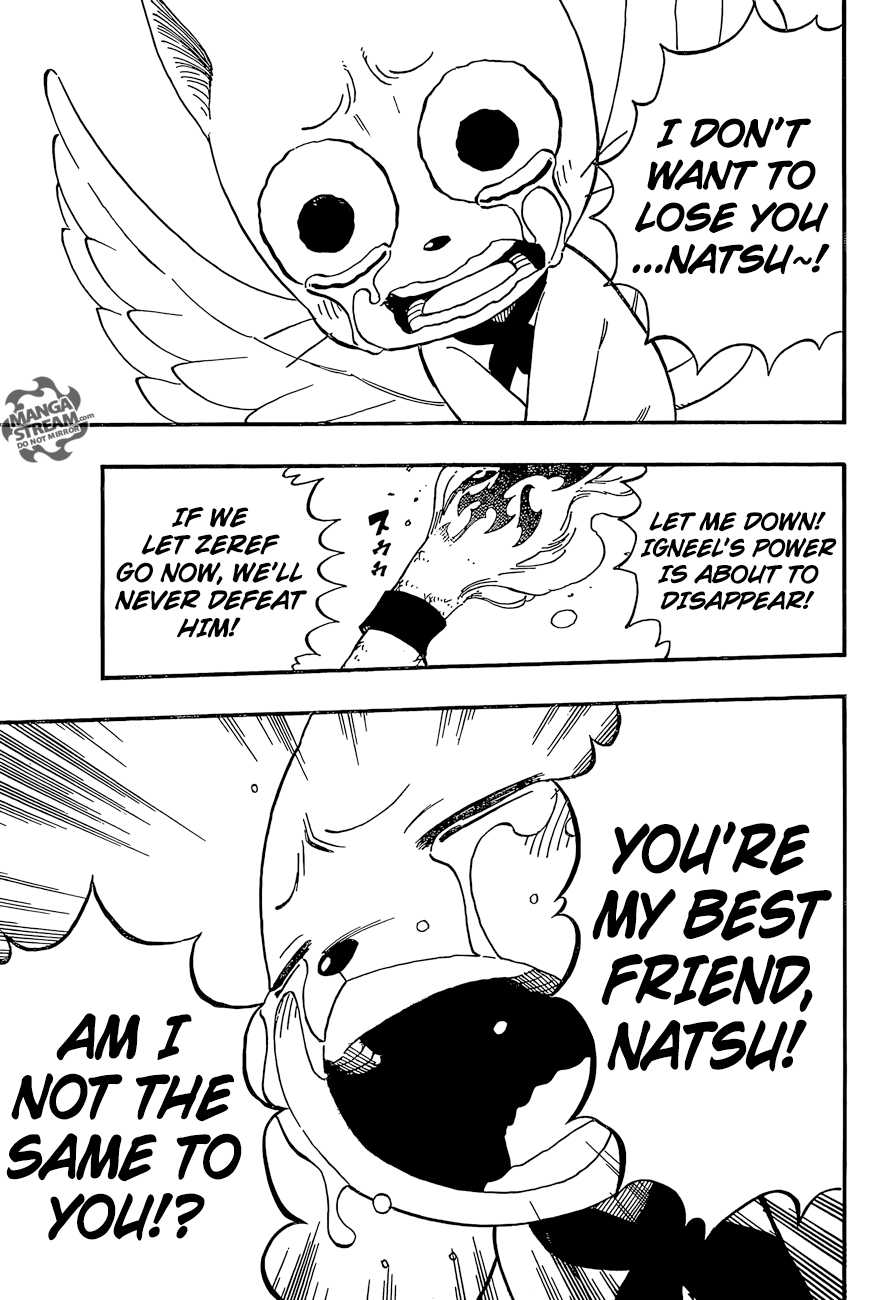 I DON'T
WANT TO
LOSE YOU
...NATSU~!
MANGA
STREAM.com
DO NOT MIRROR
LET ME DOWN!
IGNEEL'S POWER
IS ABOUT TO
DISAPPEAR!
IF WE
LET ZEREF
GO NOW, WE'LL
NEVER DEFEAT
HIM!
YOU'RE
MY BEST
FRIEND,
NATSU!
AM I
NOT THE
SAME TO
YOU!?